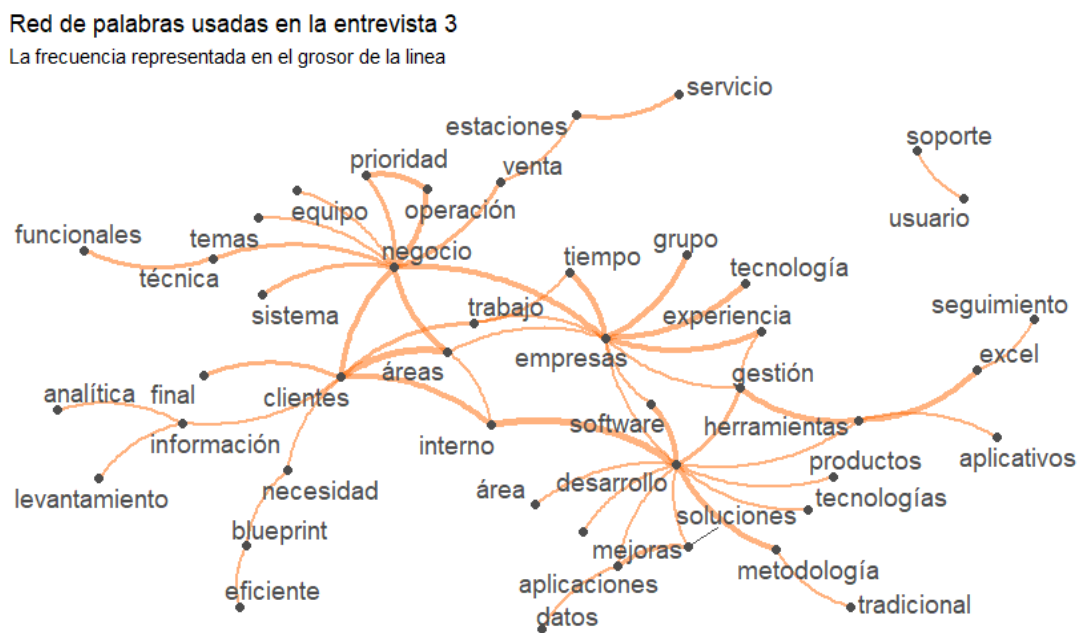 Red de palabras usadas en la entrevista 3
La frecuencia representada en el grosor de la linea
servicio
estaciones
soporte
prioridad
venta
equipo
operación
usuario
funcionales
temas
negocio
grupo
tiempo
técnica
tecnología
sistema
trabajo
experiencia
seguimiento
empresas
excel
áreas
gestión
analítica
final
clientes
información
interno
software
herramientas
aplicativos
productos
levantamiento
necesidad
área
desarrollo
tecnologías
soluciones
blueprint
mejoras
metodología
eficiente
aplicaciones
tradicional
datos